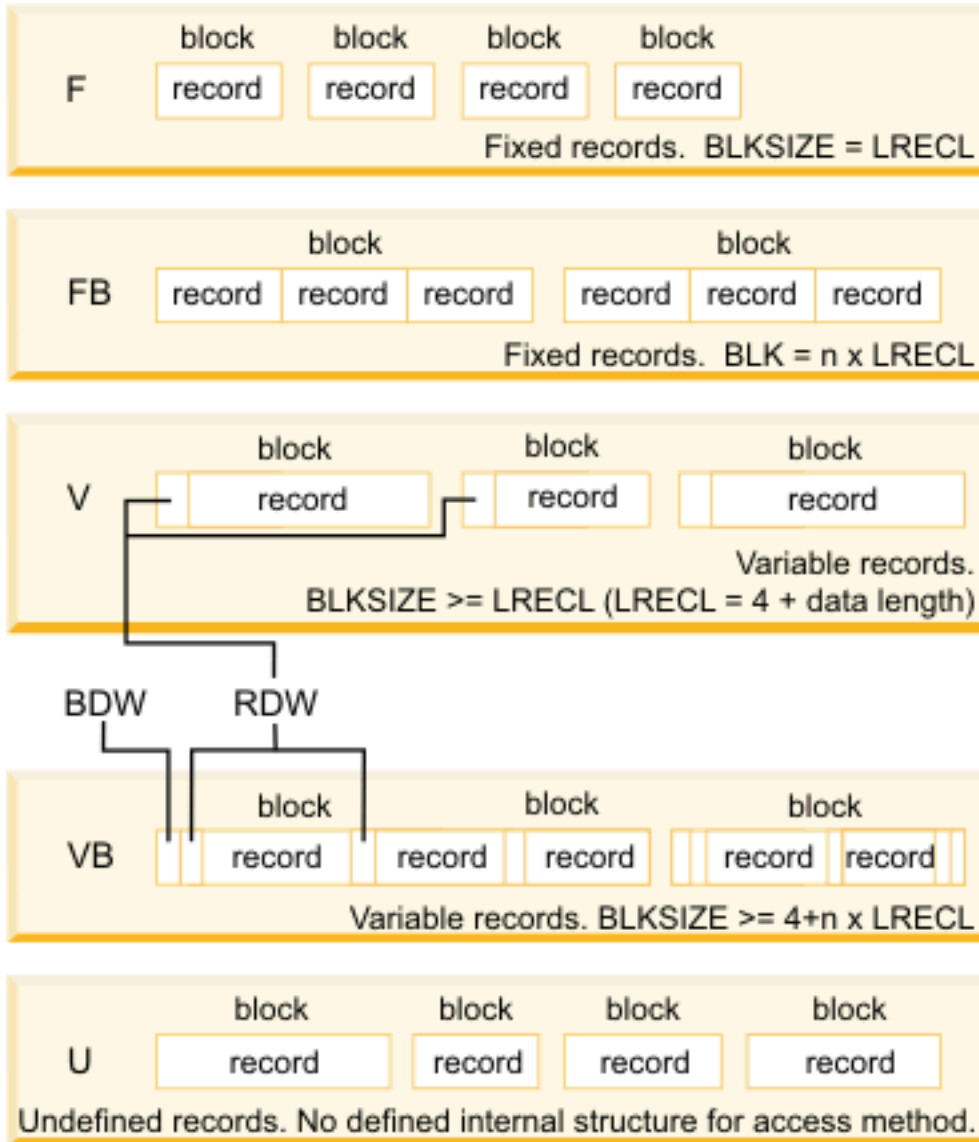 block block block block
F record record record record
Fixed records. BLKSIZE = LRECL
block block
FB record record record record record record
Fixed records. BLK = n x LRECL
block block block
V record record record
Variable records.
BLKSIZE >= LRECL (LRECL = 4 + data length)
BDW RDW
block block block
VB record record record record record
Variable records. BLKSIZE >= 4+n x LRECL
block block block block
U record record record record
Undefined records. No defined internal structure for access method.